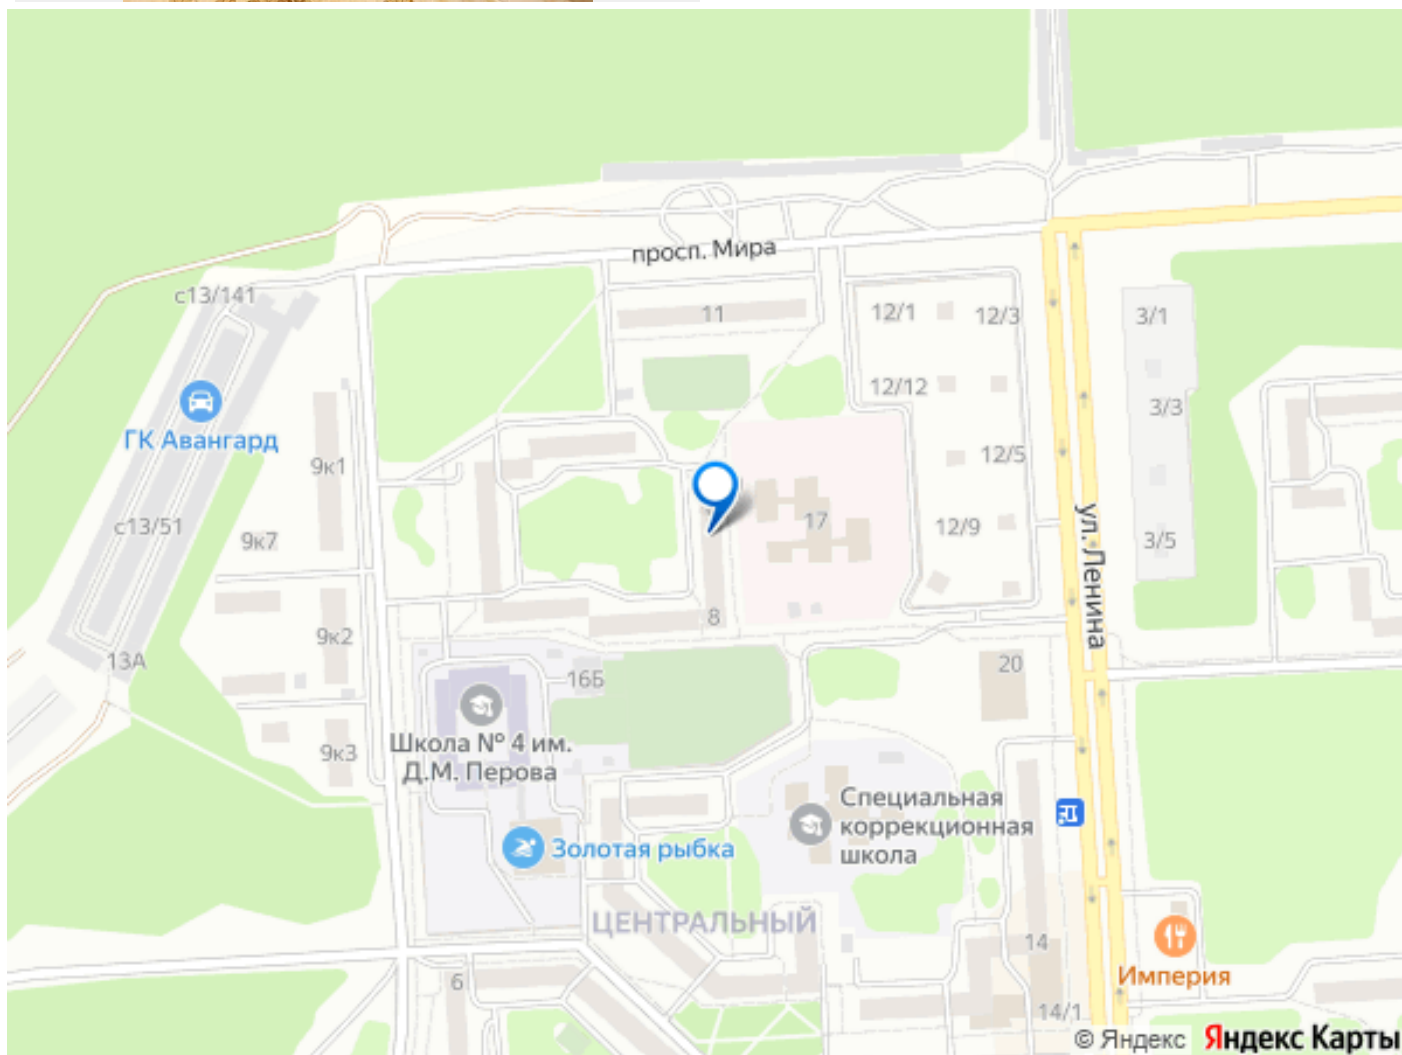 просп. Мира
с13/141
11
12/1
12/3
3/1
12/12
3/3
ГК Авангард
9к1
12/5
с13/51
9к7
17
12/9
ул. Ленина
3/5
8
9к2
13А
16Б
20
Школа № 4 им.
Д.М. Перова
9к3
Специальная
коррекционная
школа
Золотая рыбка
ЦЕНТРАЛЬНЫЙ
14
6
Империя
14/1
© Яндекс Яндекс Карты